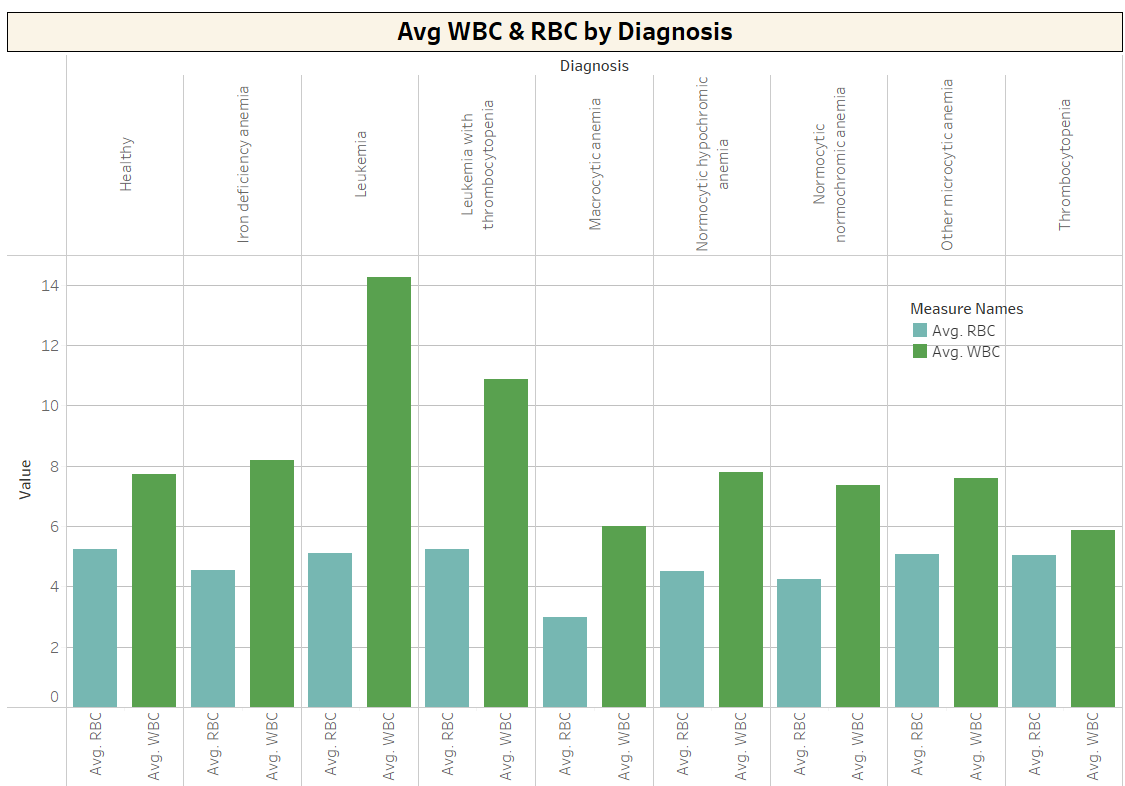 Avg WBC & RBC by Diagnosis
Diagnosis
Healthy
Iron deficiency anemia
Leukemia
Leukemia with
thrombocytopenia
Macrocytic anemia
Normocytic hypochromic
anemia
Normocytic
normochromic anemia
Other microcytic anemia
Thrombocytopenia
Value
14
12
10
8
6
4
2
0
Measure Names
Avg. RBC
Avg. WBC
Avg. RBC
Avg. WBC
Avg. RBC
Avg. WBC
Avg. RBC
Avg. WBC
Avg. RBC
Avg. WBC
Avg. RBC
Avg. WBC
Avg. RBC
Avg. WBC
Avg. RBC
Avg. WBC
Avg. RBC
Avg. WBC
Avg. RBC
Avg. WBC